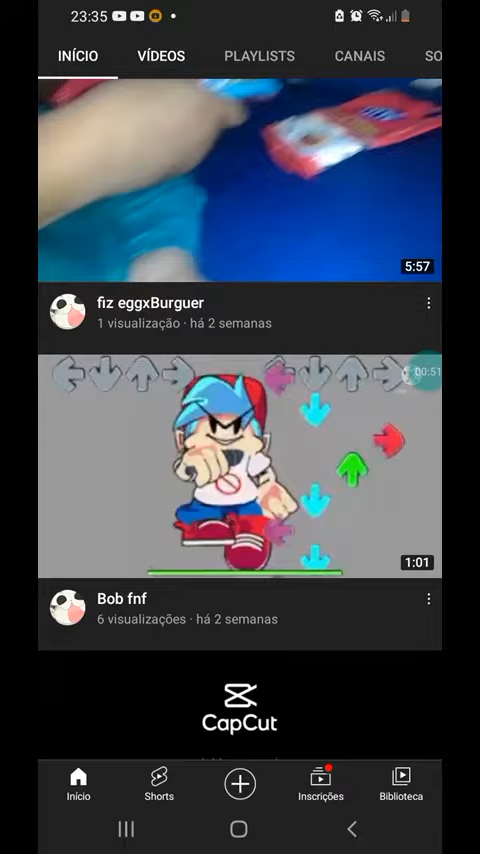 23:35
INÍCIO VÍDEOS PLAYLISTS CANAIS SO
5:57
fiz eggxBurguer
1 visualização · há 2 semanas
00:51
1:01
Bob fnf
6 visualizações · há 2 semanas
CapCut
Início Shorts Inscrições Biblioteca